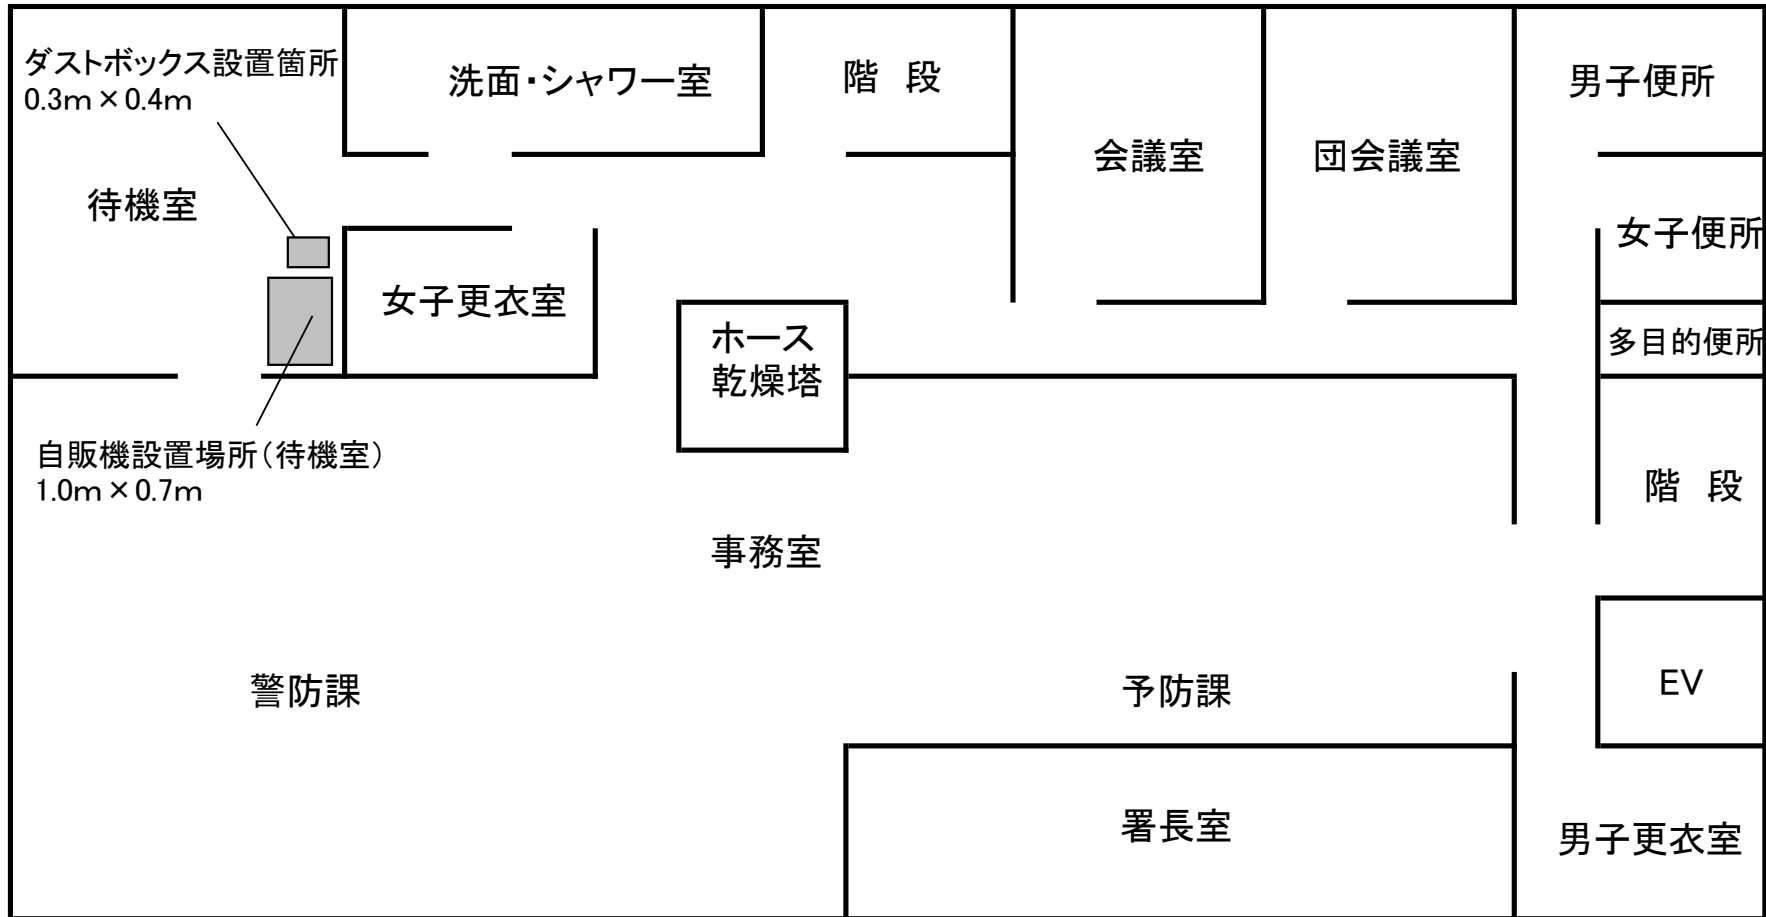 ダストボックス設置箇所
0.3m×0.4m
洗面・シャワー室
階　段
男子便所
会議室
団会議室
待機室
女子便所
女子更衣室
ホース
乾燥塔
多目的便所
自販機設置場所（待機室）
1.0m×0.7m
階　段
事務室
警防課
予防課
EV
署長室
男子更衣室